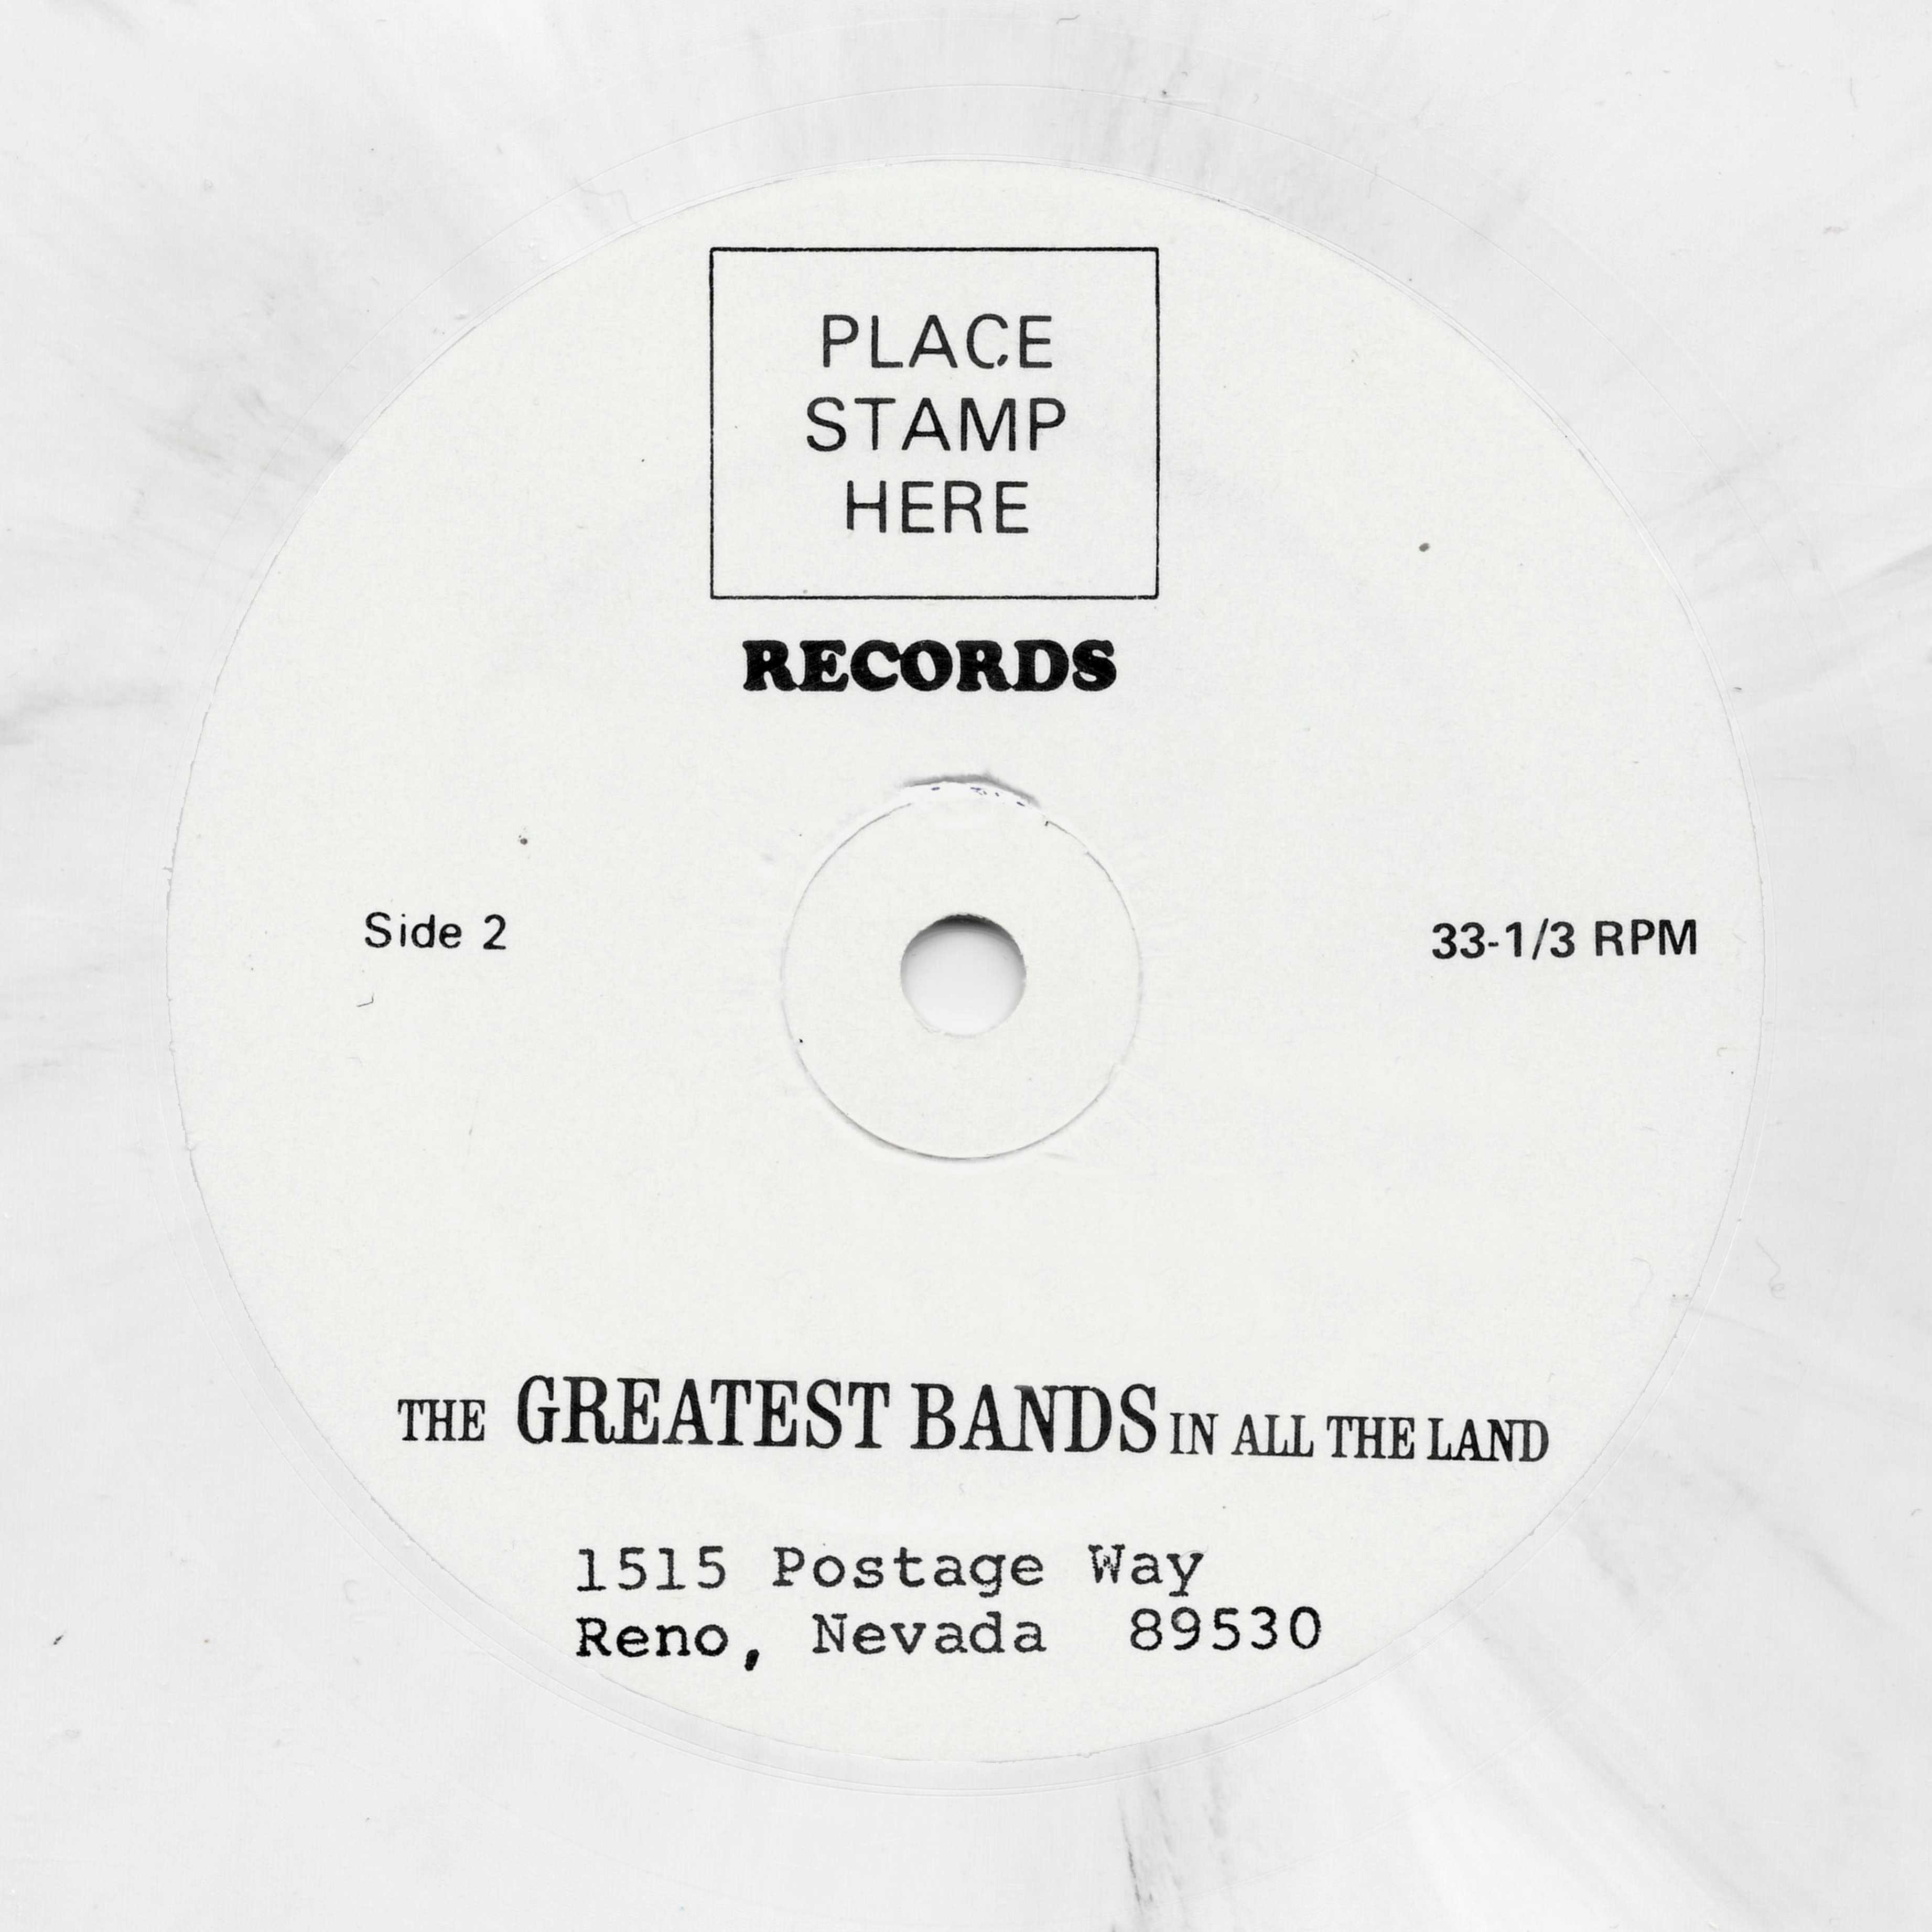 PLACE
STAMP
HERE
RECORDS
Side 2
33-1/3 RPM
THE GREATEST BANDS IN ALL THE LAND
1515 Postage Way
Reno, Nevada  89530